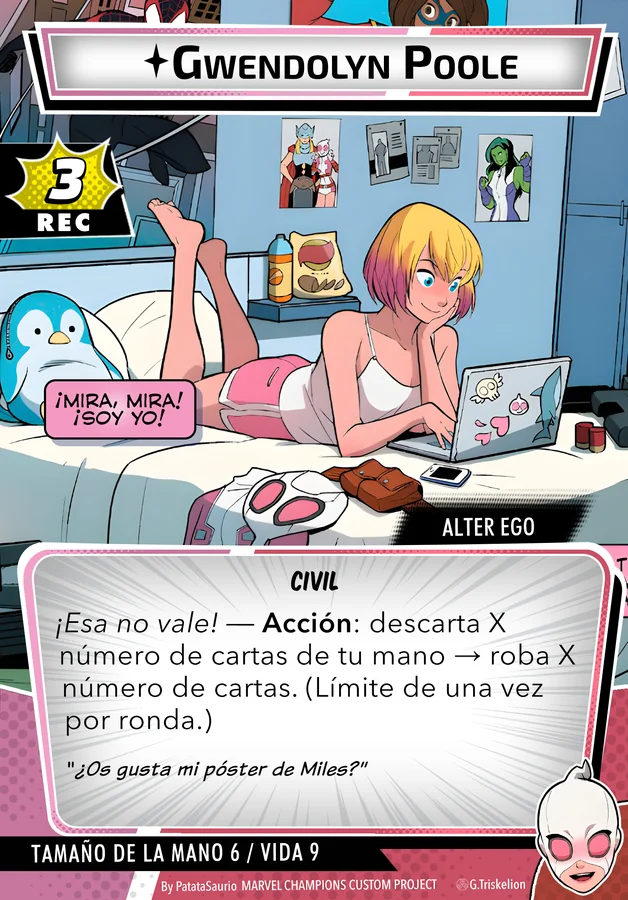 GWENDOLYN POOLE
3
REC
¡MIRA, MIRA!
¡SOY YO!
ALTER EGO
CIVIL
¡Esa no vale! — Acción: descarta X
número de cartas de tu mano → roba X
número de cartas. (Límite de una vez
por ronda.)
"¿Os gusta mi póster de Miles?"
TAMAÑO DE LA MANO 6 / VIDA 9
By PatataSaurio MARVEL CHAMPIONS CUSTOM PROJECT G.Triskelion